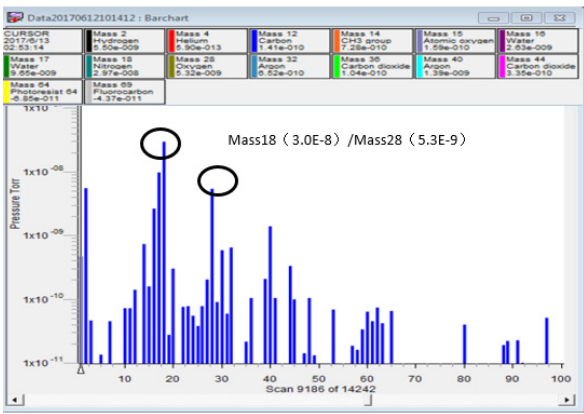 Data20170612101412 : Barchart
CURSOR
2017/6/13
02:53:14
Mass 2
Hydrogen
5.50e-009
Mass 4
Helium
5.90e-013
Mass 12
Carbon
1.41e-010
Mass 14
CH3 group
7.28e-010
Mass 15
Atomic oxygen
1.59e-010
Mass 16
Water
2.63e-009
Mass 17
Water
9.65e-009
Mass 18
Nitrogen
2.97e-008
Mass 28
Oxygen
5.32e-009
Mass 32
Argon
6.52e-010
Mass 36
Carbon dioxide
1.04e-010
Mass 40
Argon
1.39e-009
Mass 44
Carbon dioxide
3.35e-010
Mass 64
Photoresist 64
-6.85e-011
Mass 69
Fluorocarbon
-4.37e-011
Mass18（3.0E-8）/Mass28（5.3E-9）
Pressure Torr
1x10
1x10 -08
1x10 -09
1x10 -10
1x10 -11
10 20 30 40 50 60 70 80 90 100
Scan 9186 of 14242